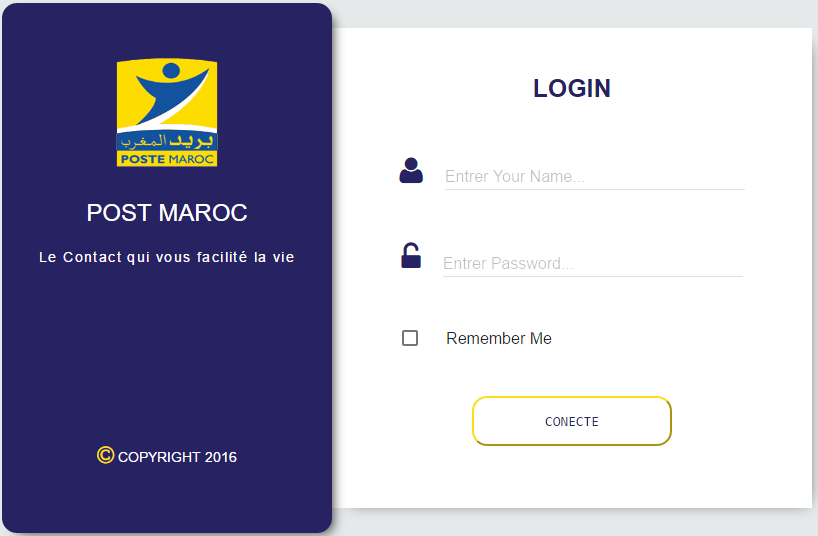 بريد المغرب
POSTE MAROC
POST MAROC
Le Contact qui vous facilité la vie
© COPYRIGHT 2016
LOGIN
Entrer Your Name...
Entrer Password...
Remember Me
CONECTE